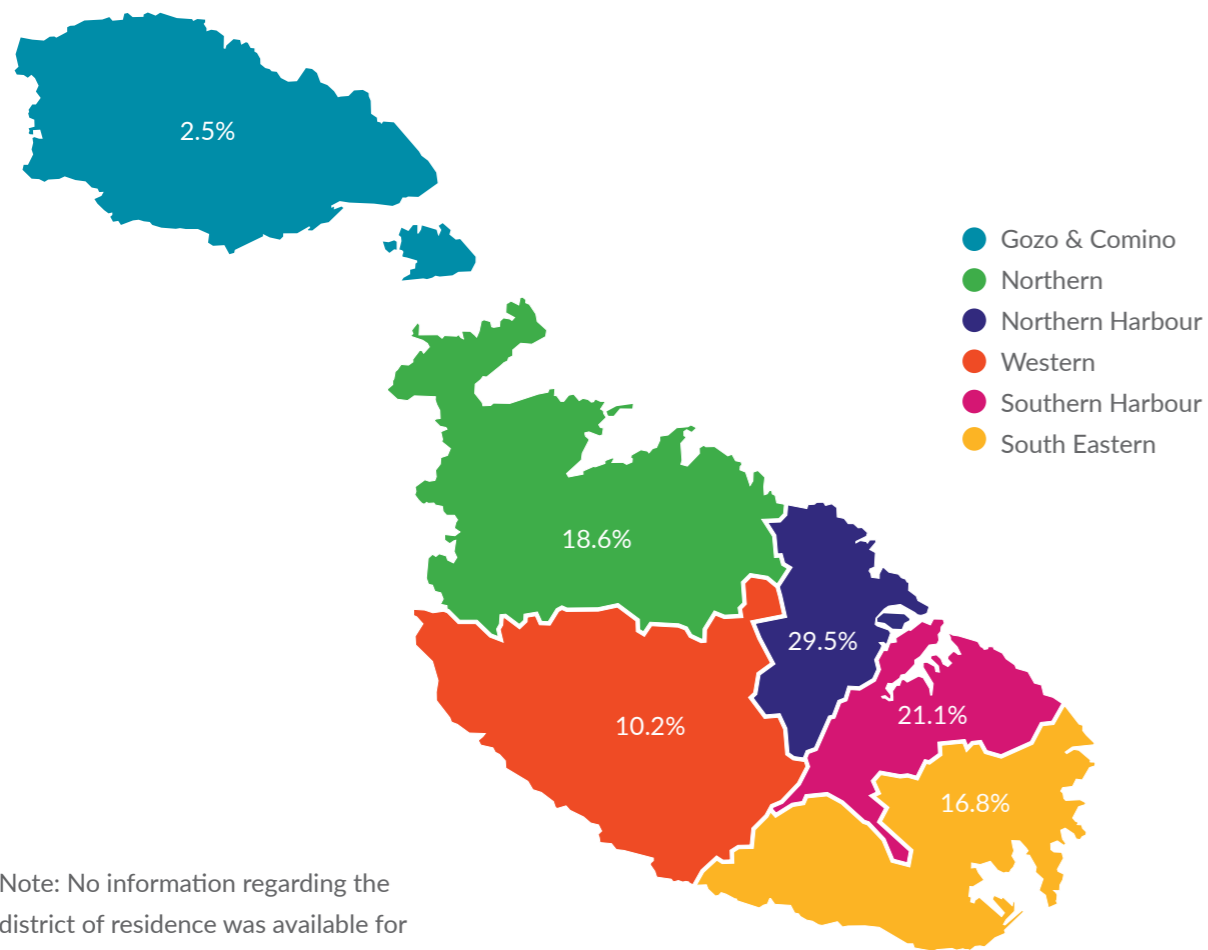 2.5%
Gozo & Comino
Northern
Northern Harbour
Western
Southern Harbour
South Eastern
18.6%
29.5%
10.2%
21.1%
16.8%
Note: No information regarding the
district of residence was available for